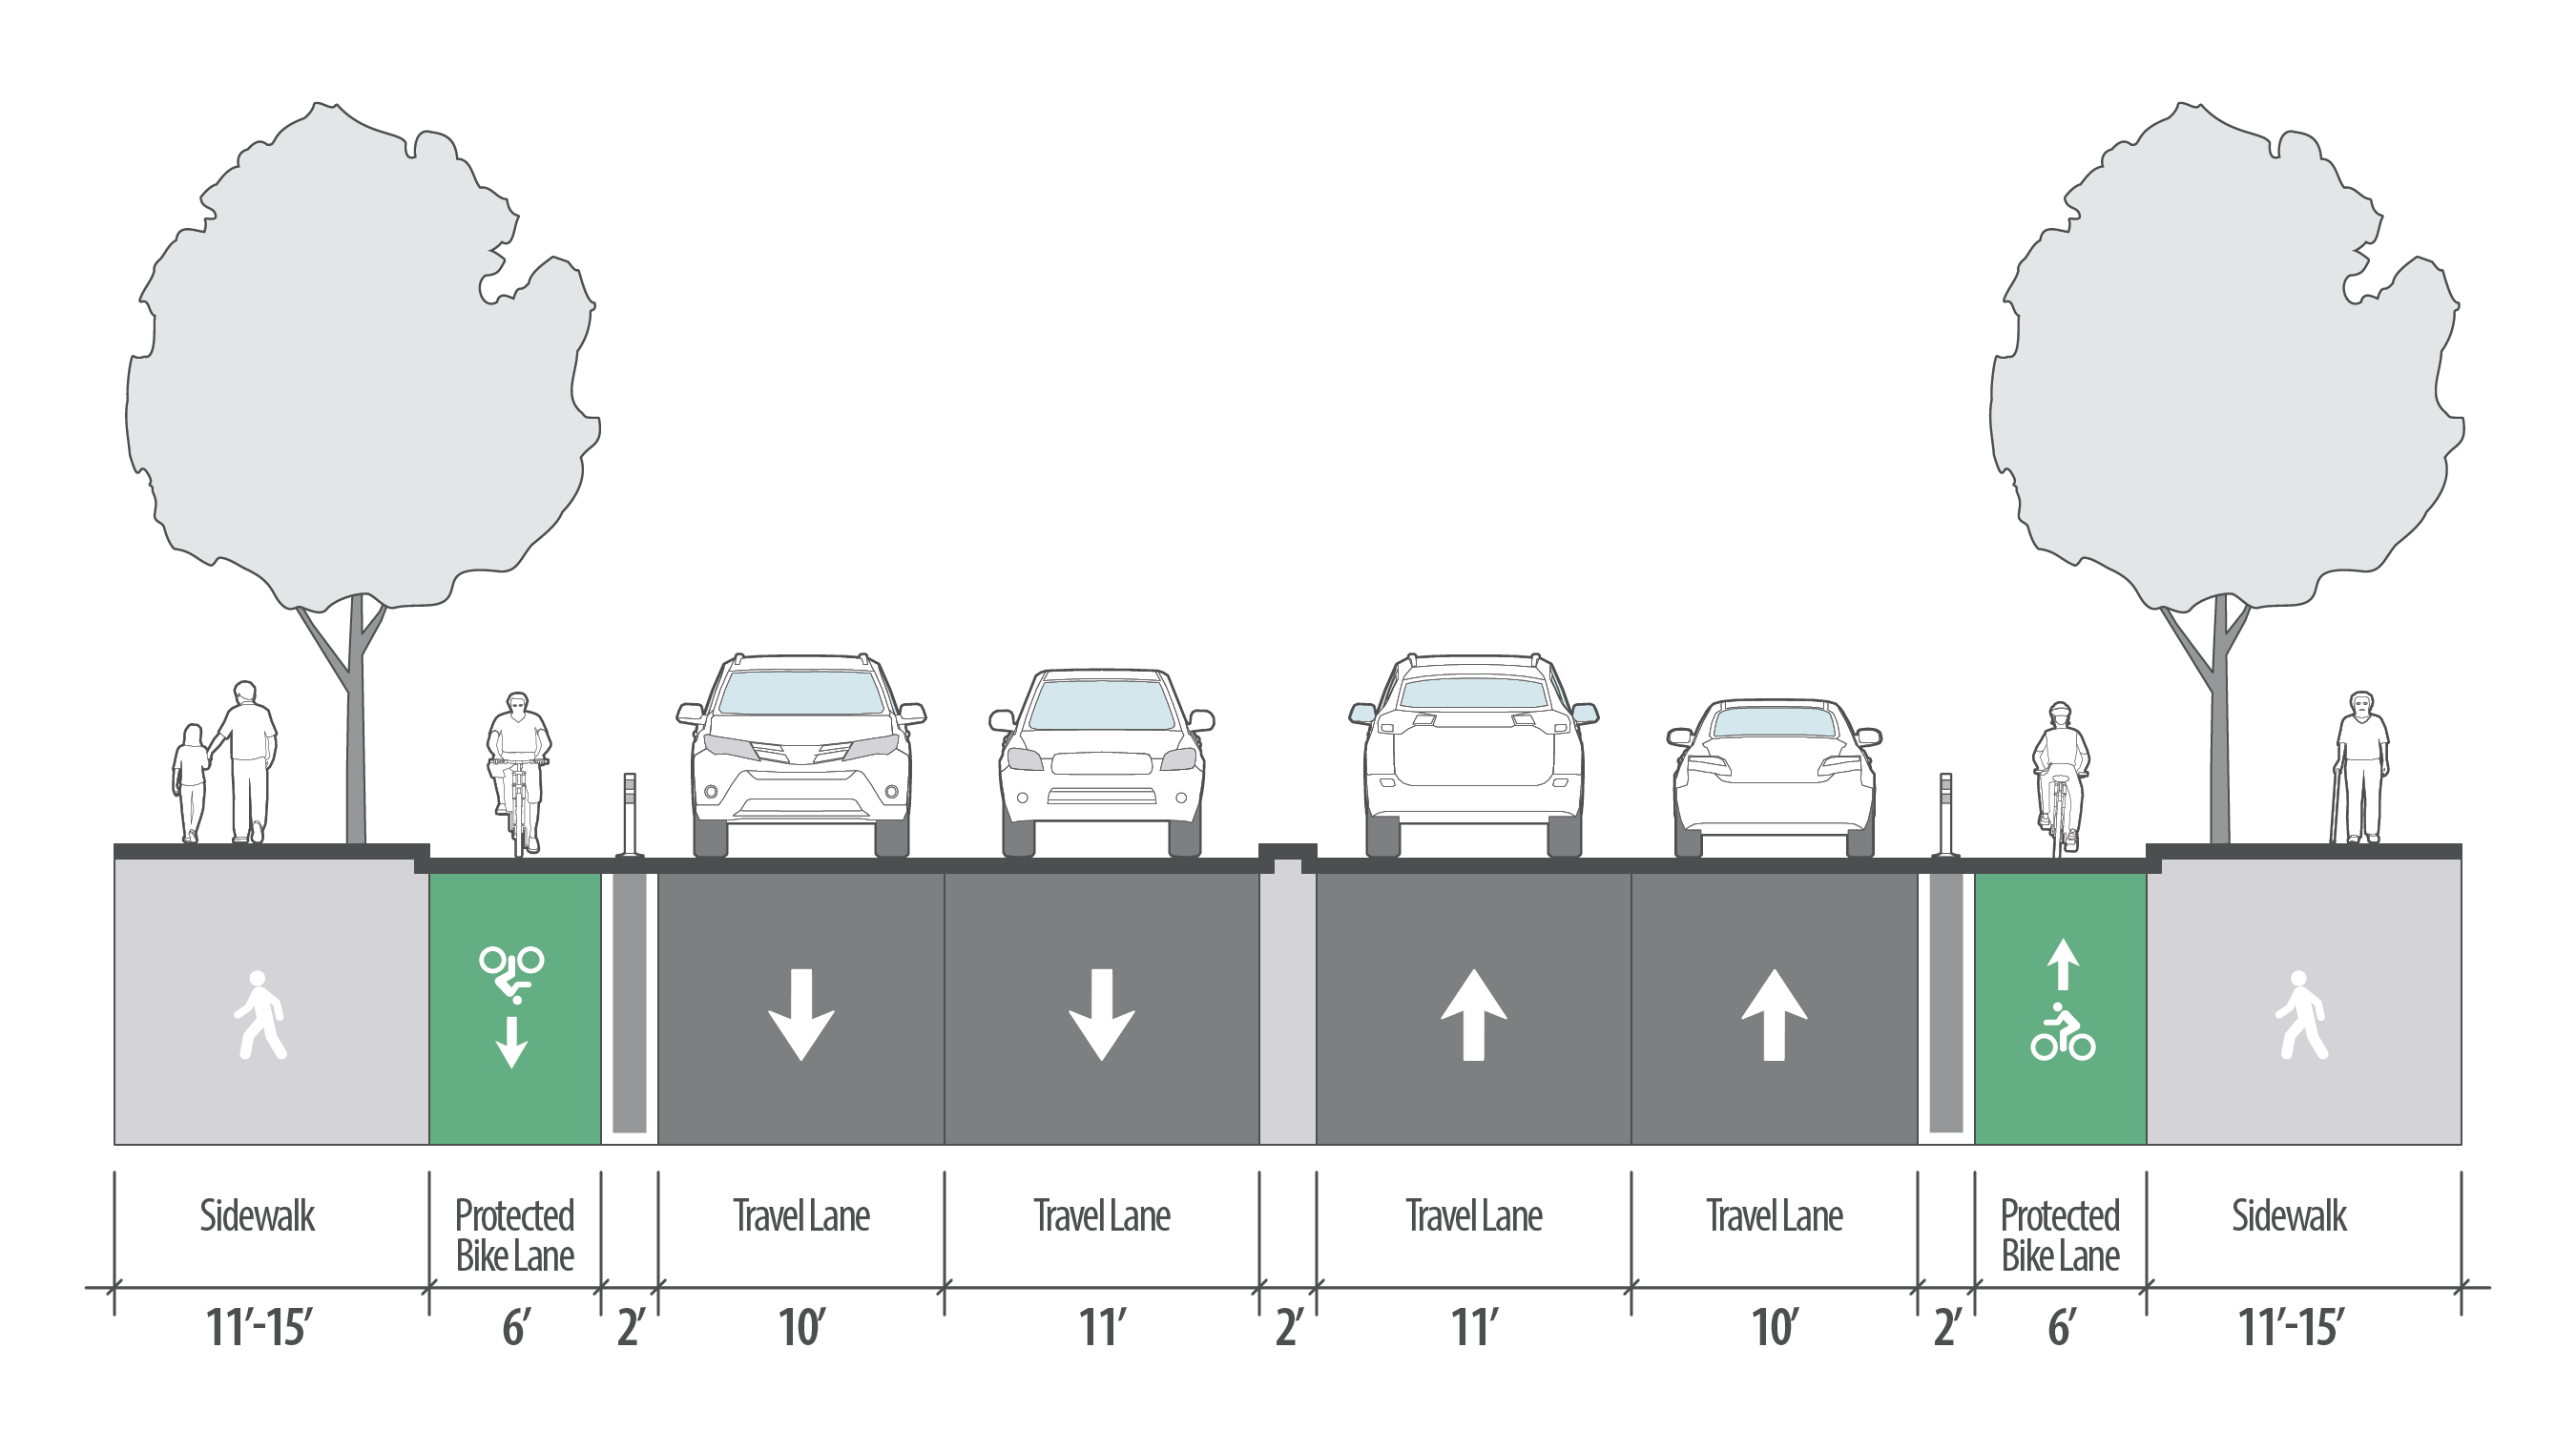 Sidewalk
Protected
Bike Lane
Travel Lane
Travel Lane
Travel Lane
Travel Lane
Protected
Bike Lane
Sidewalk
11’-15’
6’
2’
10’
11’
2’
11’
10’
2’
6’
11’-15’